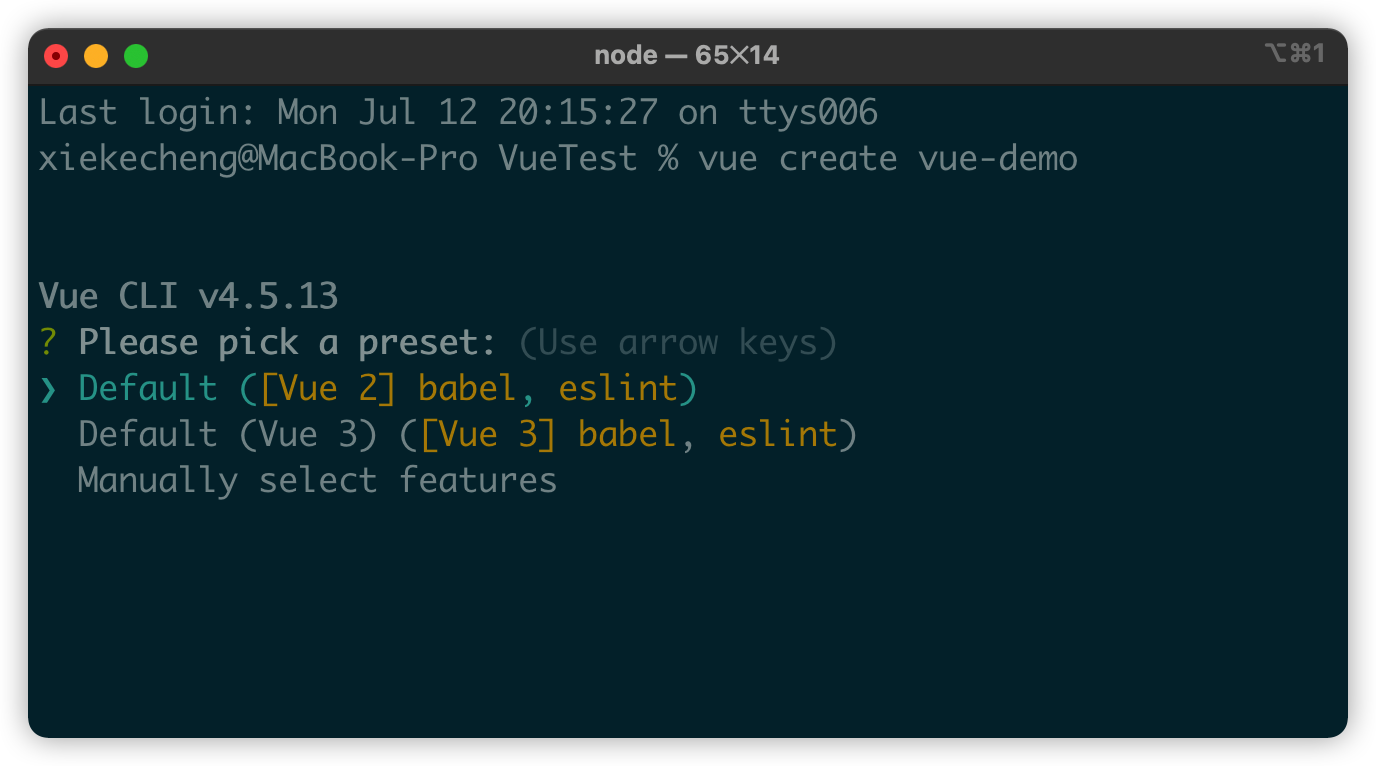 node — 65✕14 ⌥⌘1
Last login: Mon Jul 12 20:15:27 on ttys006
xiekecheng@MacBook-Pro VueTest % vue create vue-demo
Vue CLI v4.5.13
? Please pick a preset: (Use arrow keys)
❯ Default ([Vue 2] babel, eslint)
  Default (Vue 3) ([Vue 3] babel, eslint)
  Manually select features